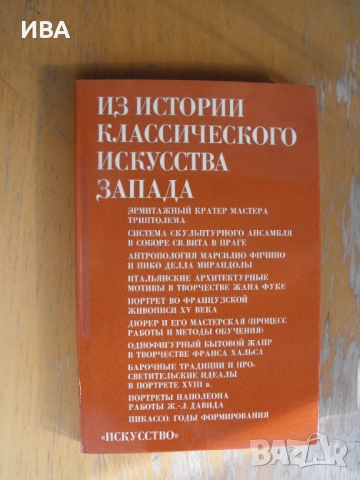 ИВА
ИЗ ИСТОРИИ
КЛАССИЧЕСКОГО
ИСКУССТВА
ЗАПАДА
ЭРМИТАЖНЫЙ КРАТЕР МАСТЕРА
ТРИПТОЛЕМА
СИСТЕМА СКУЛЬПТУРНОГО АНСАМБЛЯ
В СОБОРЕ СВ. ВИТА В ПРАГЕ
АНТРОПОЛОГИЯ МАРСИЛИО ФИЧИНО
И ПИКО ДЕЛЛА МИРАНДОЛЫ
ИТАЛЬЯНСКИЕ АРХИТЕКТУРНЫЕ
МОТИВЫ В ТВОРЧЕСТВЕ ЖАНА ФУКЕ
ПОРТРЕТ ВО ФРАНЦУЗСКОЙ
ЖИВОПИСИ XV ВЕКА
ДЮРЕР И ЕГО МАСТЕРСКАЯ (ПРОЦЕСС
РАБОТЫ И МЕТОДЫ ОБУЧЕНИЯ)
ОДНОФИГУРНЫЙ БЫТОВОЙ ЖАНР
В ТВОРЧЕСТВЕ ФРАНСА ХАЛЬСА
БАРОЧНЫЕ ТРАДИЦИИ И ПРО-
СВЕТИТЕЛЬСКИЕ ИДЕАЛЫ
В ПОРТРЕТЕ XVIII в.
ПОРТРЕТЫ НАПОЛЕОНА
РАБОТЫ Ж.-Л. ДАВИДА
ПИКАССО. ГОДЫ ФОРМИРОВАНИЯ
«ИСКУССТВО»
bazar.bg